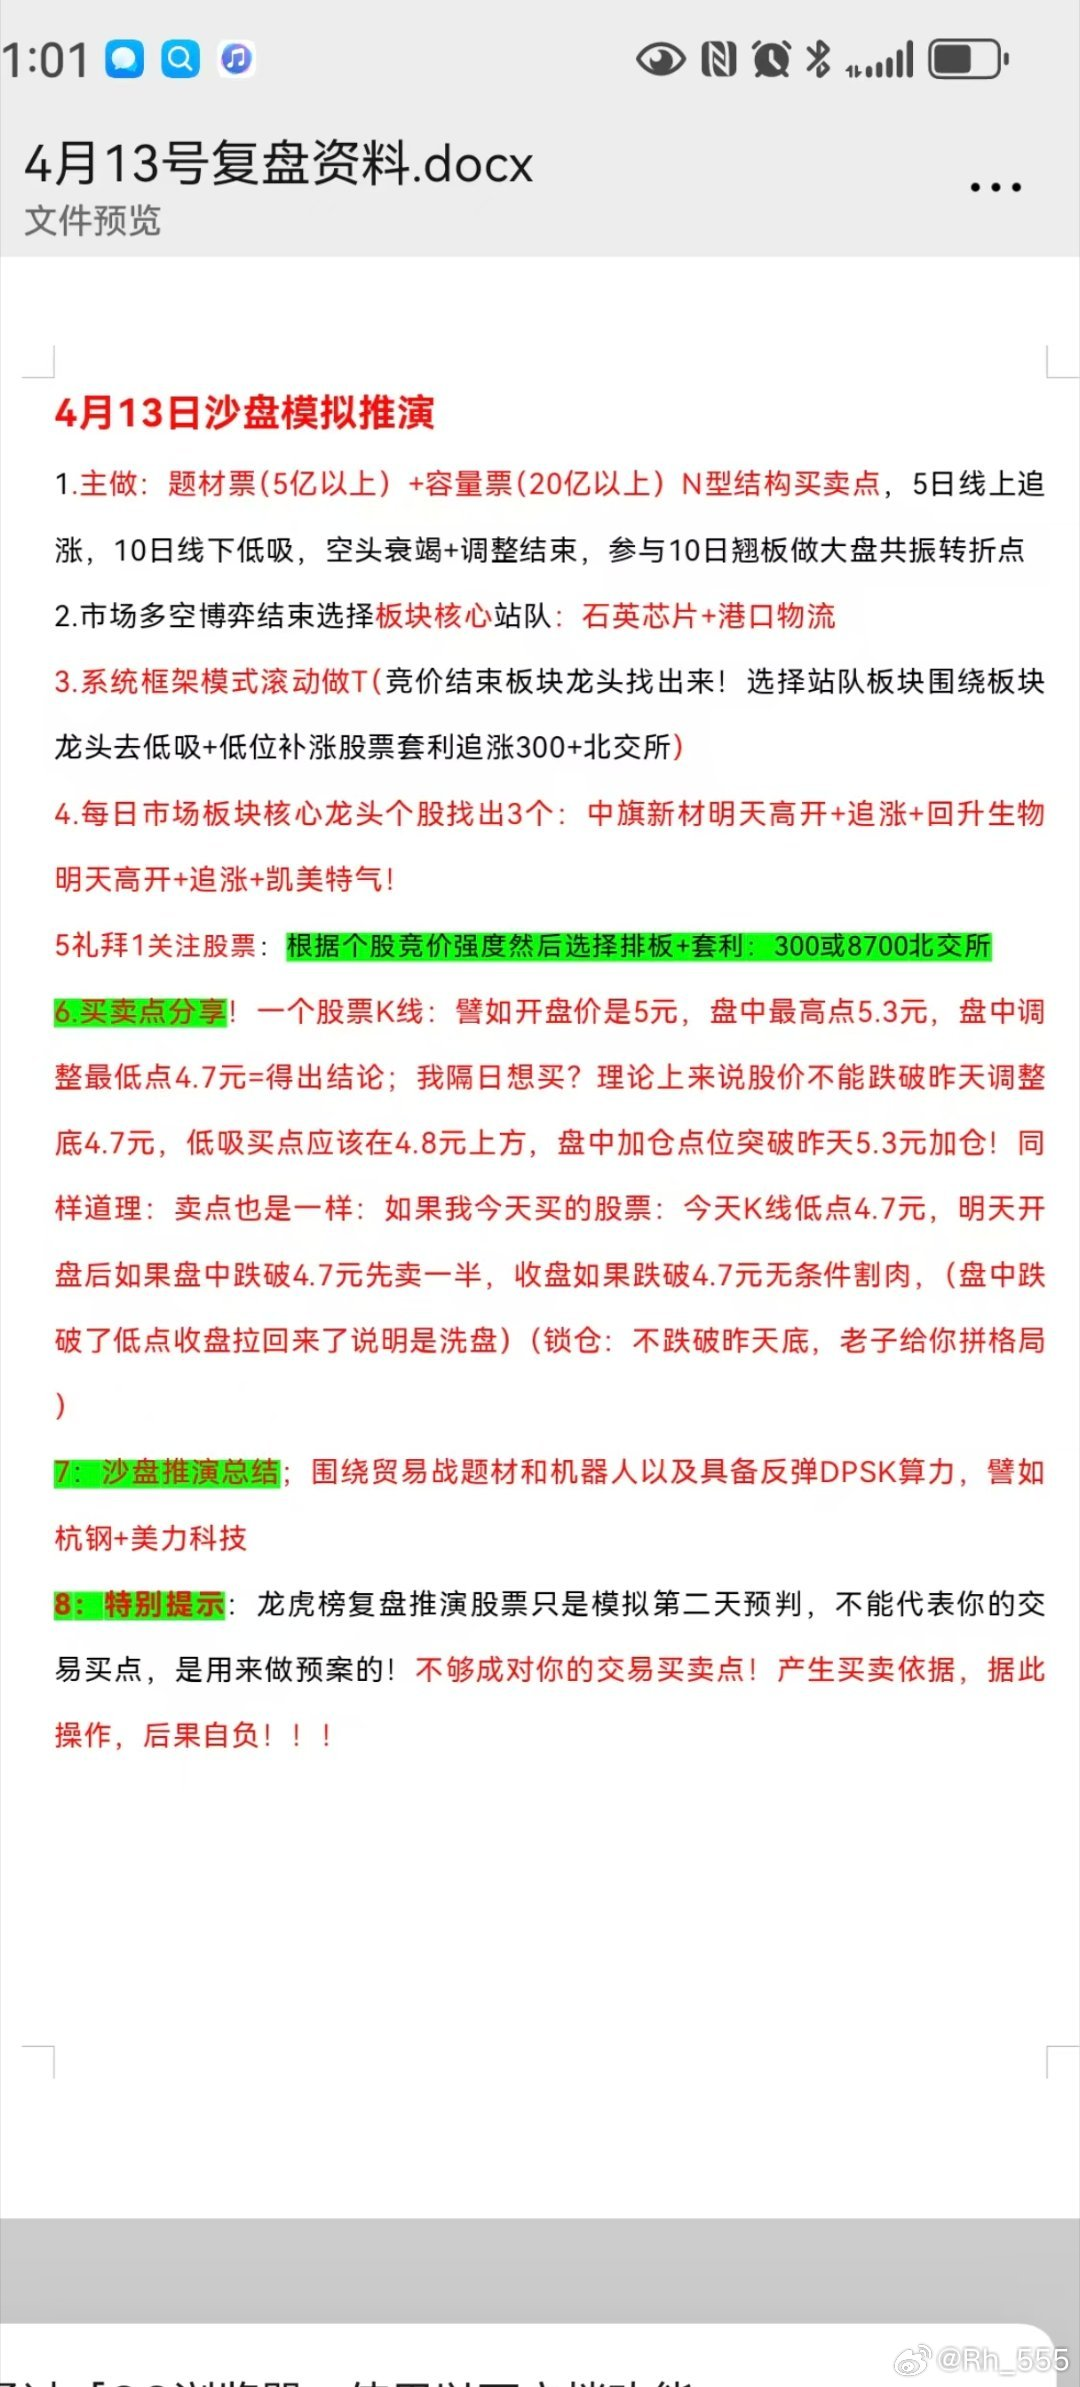 1:01
4月13号复盘资料.docx
文件预览
4月13日沙盘模拟推演
1.主做：题材票(5亿以上）+容量票(20亿以上）N型结构买卖点，5日线上追
涨，10日线下低吸，空头衰竭+调整结束，参与10日翘板做大盘共振转折点
2.市场多空博弈结束选择板块核心站队：石英芯片+港口物流
3.系统框架模式滚动做T(竞价结束板块龙头找出来！选择站队板块围绕板块
龙头去低吸+低位补涨股票套利追涨300+北交所)
4.每日市场板块核心龙头个股找出3个：中旗新材明天高开+追涨+回升生物
明天高开+追涨+凯美特气！
5礼拜1关注股票：根据个股竞价强度然后选择排板+套利：300或8700北交所
6.买卖点分享！一个股票K线：譬如开盘价是5元，盘中最高点5.3元，盘中调
整最低点4.7元=得出结论；我隔日想买？理论上来说股价不能跌破昨天调整
底4.7元，低吸买点应该在4.8元上方，盘中加仓点位突破昨天5.3元加仓！同
样道理：卖点也是一样：如果我今天买的股票：今天K线低点4.7元，明天开
盘后如果盘中跌破4.7元先卖一半，收盘如果跌破4.7元无条件割肉，（盘中跌
破了低点收盘拉回来了说明是洗盘）（锁仓：不跌破昨天底，老子给你拼格局
）
7：沙盘推演总结；围绕贸易战题材和机器人以及具备反弹DPSK算力，譬如
杭钢+美力科技
8：特别提示：龙虎榜复盘推演股票只是模拟第二天预判，不能代表你的交
易买点，是用来做预案的！不够成对你的交易买卖点！产生买卖依据，据此
操作，后果自负！！！
@Rh_555